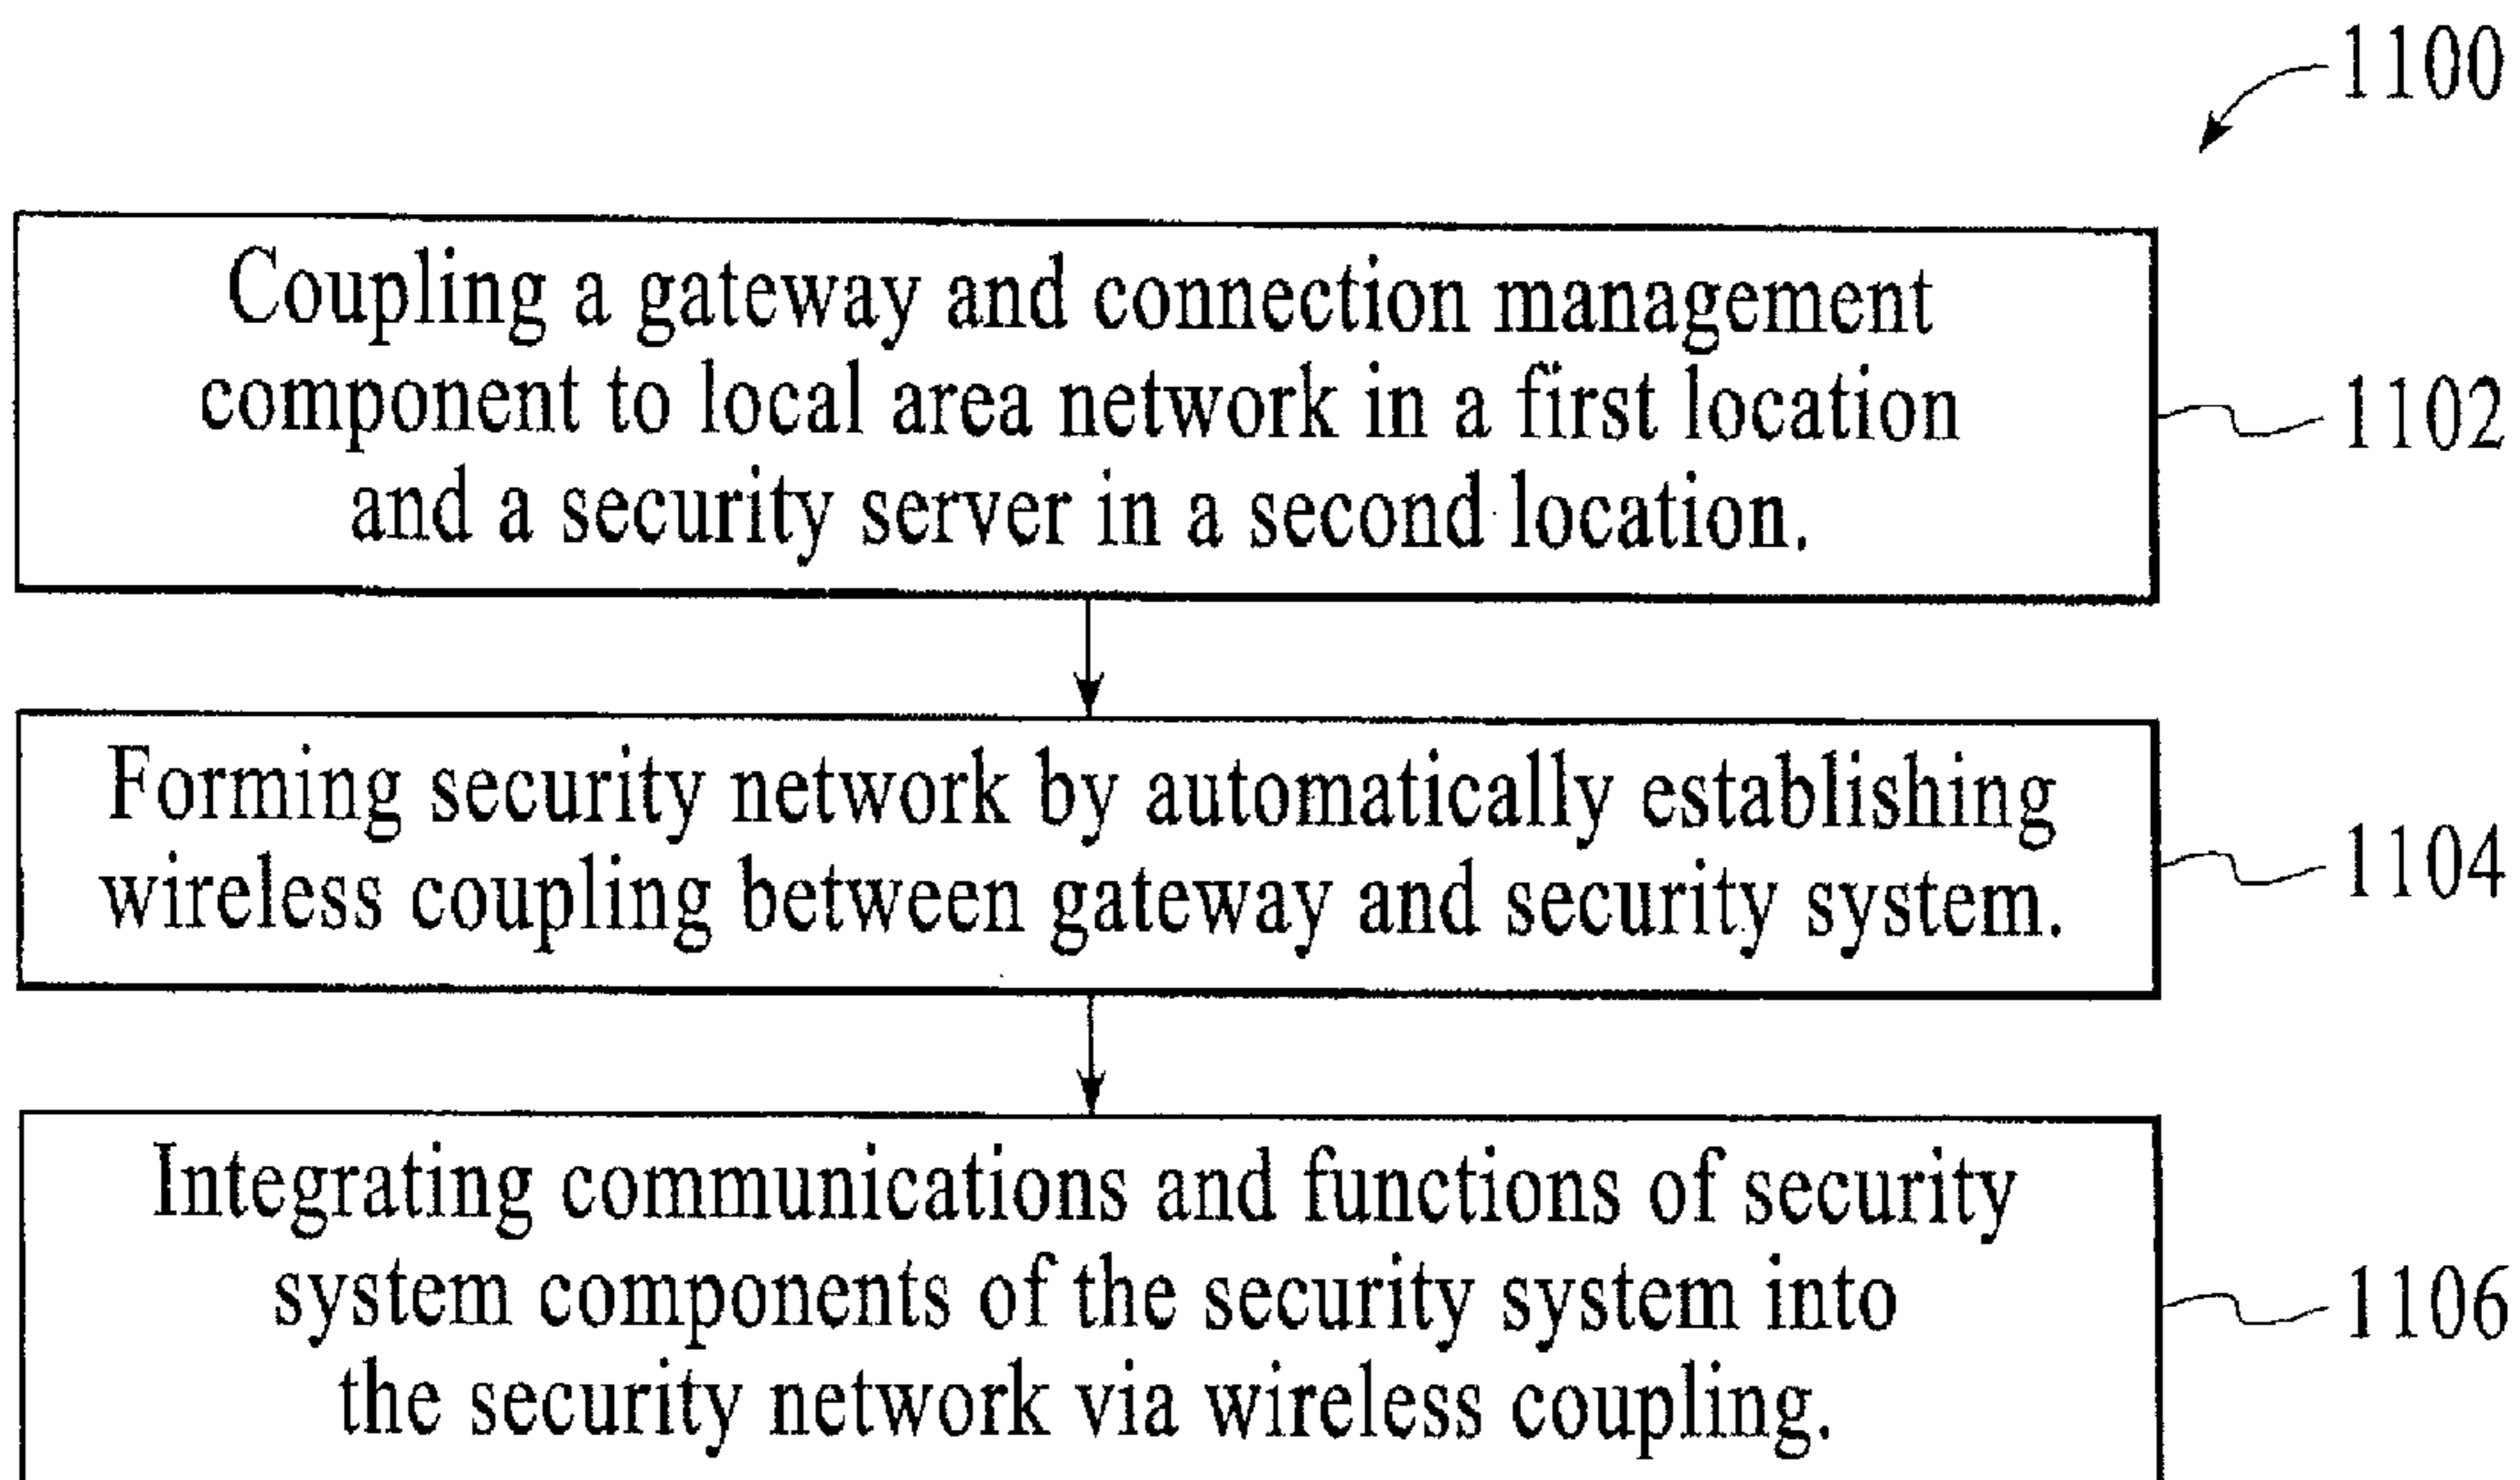 1100
Coupling a gateway and connection management
component to local area network in a first location
and a security server in a second location.
1102
Forming security network by automatically establishing
wireless coupling between gateway and security system.
1104
Integrating communications and functions of security
system components of the security system into
the security network via wireless coupling.
1106